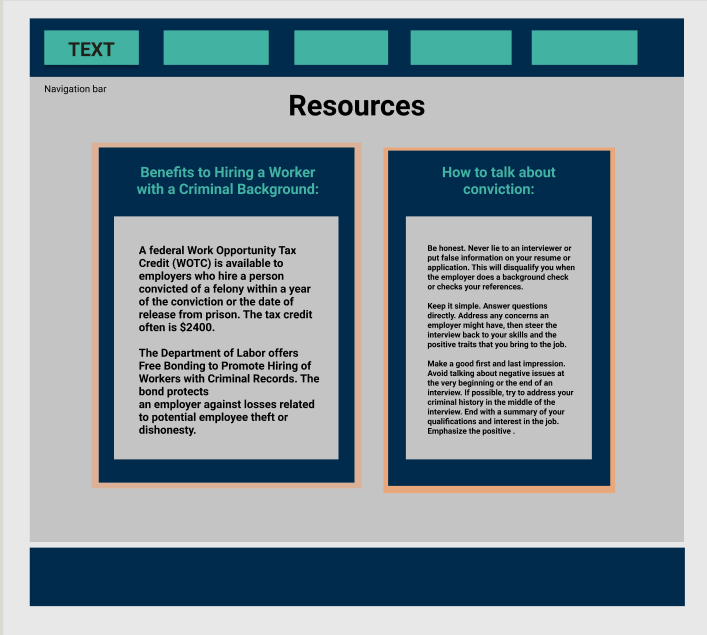 TEXT
Navigation bar
Resources
Benefits to Hiring a Worker
with a Criminal Background:
A federal Work Opportunity Tax
Credit (WOTC) is available to
employers who hire a person
convicted of a felony within a year
of the conviction or the date of
release from prison. The tax credit
often is $2400.
The Department of Labor offers
Free Bonding to Promote Hiring of
Workers with Criminal Records. The
bond protects
an employer against losses related
to potential employee theft or
dishonesty.
How to talk about
conviction:
Be honest. Never lie to an interviewer or
put false information on your resume or
application. This will disqualify you when
the employer does a background check
or checks your references.
Keep it simple. Answer questions
directly. Address any concerns an
employer might have, then steer the
interview back to your skills and the
positive traits that you bring to the job.
Make a good first and last impression.
Avoid talking about negative issues at
the very beginning or the end of an
interview. If possible, try to address your
criminal history in the middle of the
interview. End with a summary of your
qualifications and interest in the job.
Emphasize the positive .